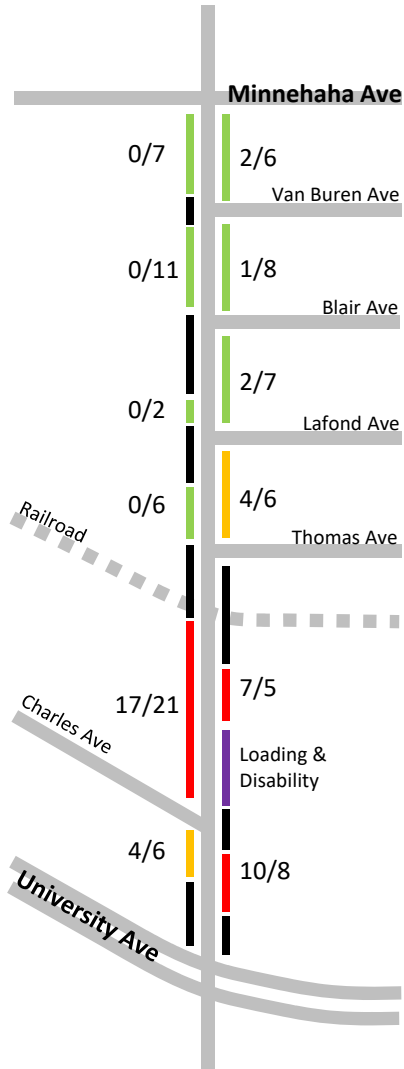 Minnehaha Ave
0/7
2/6
Van Buren Ave
0/11
1/8
Blair Ave
2/7
0/2
Lafond Ave
0/6
4/6
Railroad
Thomas Ave
17/21
7/5
Charles Ave
Loading &
Disability
4/6
10/8
University Ave